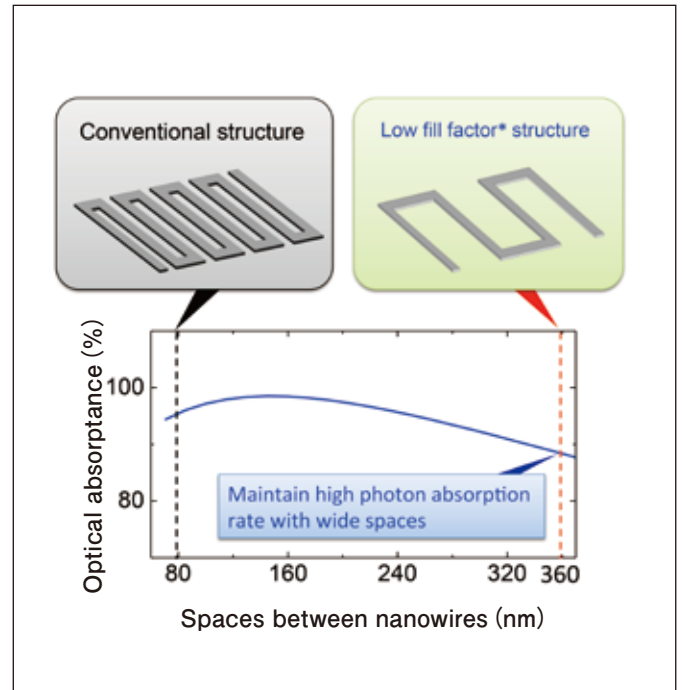 Conventional structure
Low fill factor* structure
Optical absorptance (%)
100
80
Maintain high photon absorption
rate with wide spaces
80 160 240 320 360
Spaces between nanowires (nm)